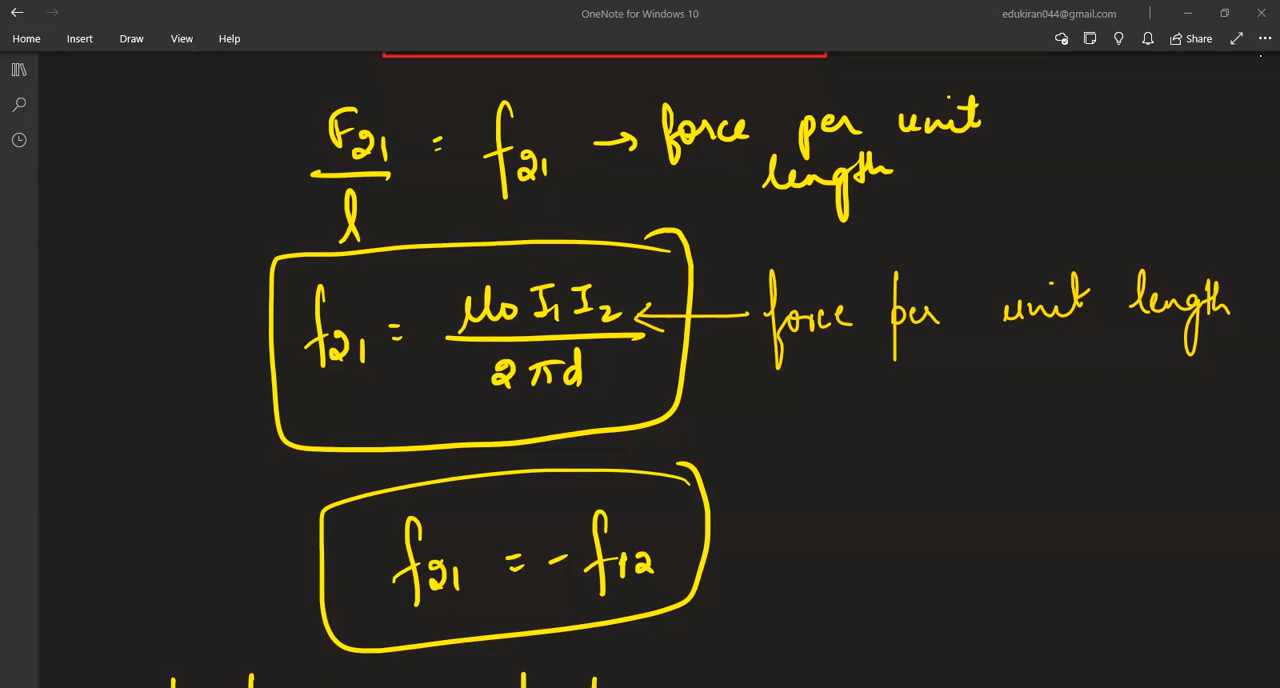 OneNote for Windows 10
edukiran044@gmail.com
Home Insert Draw View Help
Share
F21 / l = f21 → force per unit
length
f21 = μ0 I1 I2 / 2πd ← force per unit length
f21 = - f12